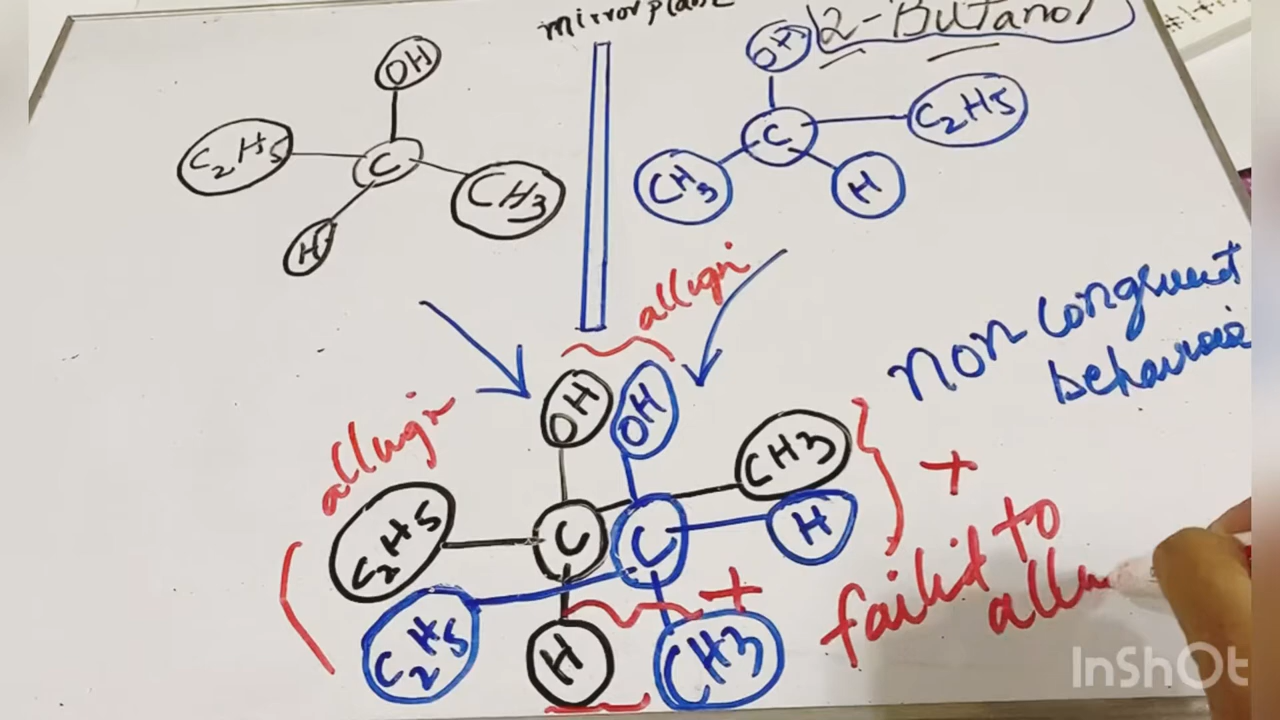 mirror plane
2-Butanol
OH
C2H5
C
CH3
H
OH
C
C2H5
CH3
H
allign
allign
non congruent
behaviour
OH
OH
CH3
C2H5
C
C
H
+
failed to
C2H5
H
CH3
+
InShOt